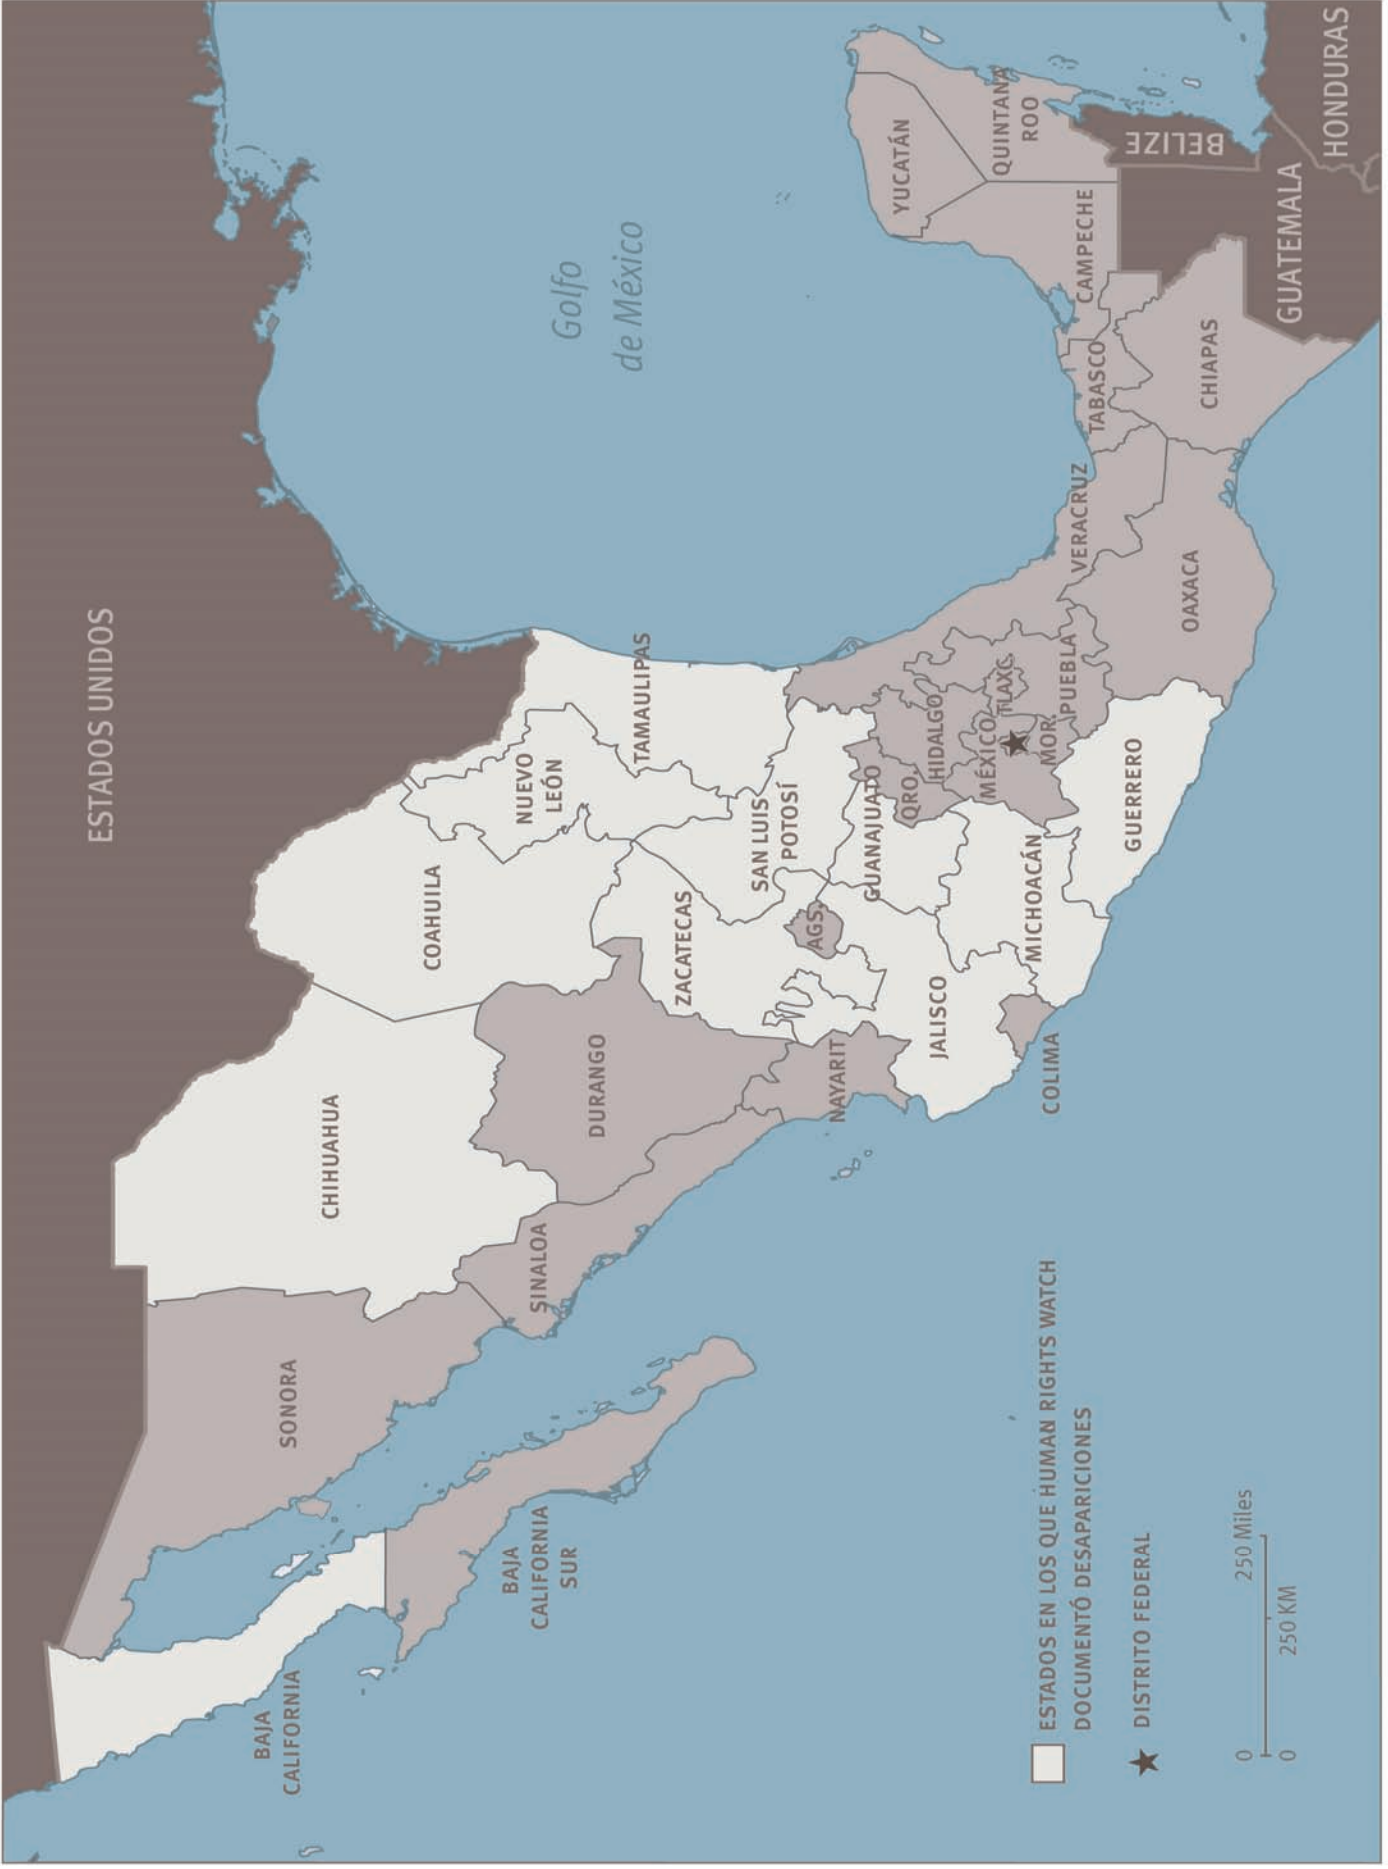 ESTADOS UNIDOS
BAJA
CALIFORNIA
SONORA
CHIHUAHUA
COAHUILA
NUEVO
LEÓN
TAMAULIPAS
BAJA
CALIFORNIA
SUR
SINALOA
DURANGO
ZACATECAS
SAN LUIS
POTOSÍ
Golfo
de México
NAYARIT
AGS.
GUANAJUATO
QRO.
HIDALGO
JALISCO
COLIMA
MICHOACÁN
MÉXICO
TLAXC.
MOR.
PUEBLA
VERACRUZ
GUERRERO
OAXACA
TABASCO
CHIAPAS
CAMPECHE
YUCATÁN
QUINTANA
ROO
BELIZE
GUATEMALA
HONDURAS
ESTADOS EN LOS QUE HUMAN RIGHTS WATCH
DOCUMENTÓ DESAPARICIONES
DISTRITO FEDERAL
0 250 Miles
0 250 KM